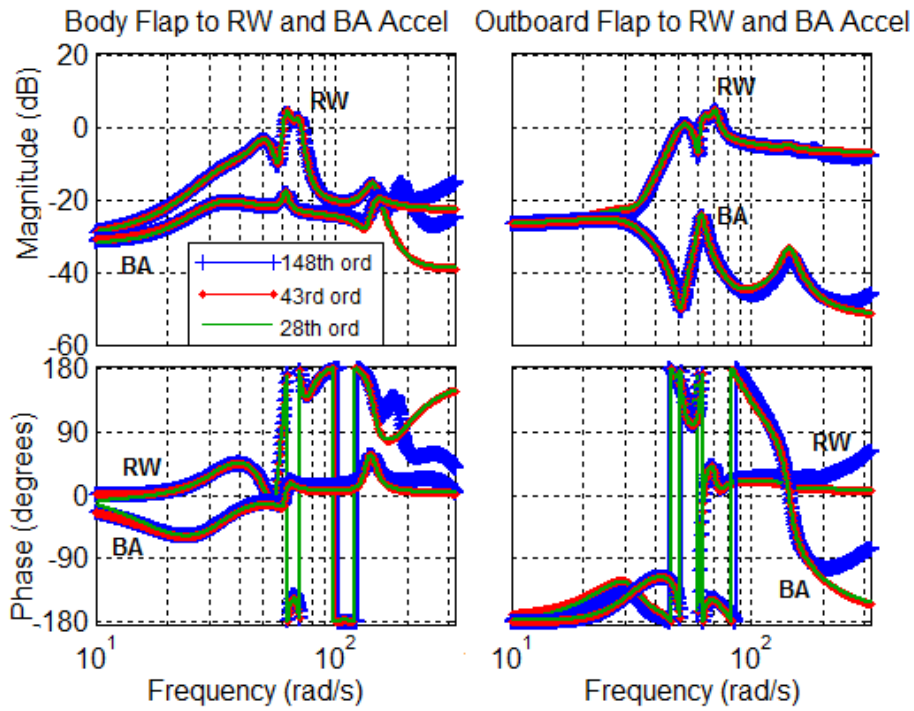 Body Flap to RW and BA Accel
Outboard Flap to RW and BA Accel
Magnitude (dB)
20
0
-20
-40
-60
RW
BA
148th ord
43rd ord
28th ord
RW
BA
Phase (degrees)
180
90
0
-90
-180
RW
BA
RW
BA
10^1
10^2
10^1
10^2
Frequency (rad/s)
Frequency (rad/s)